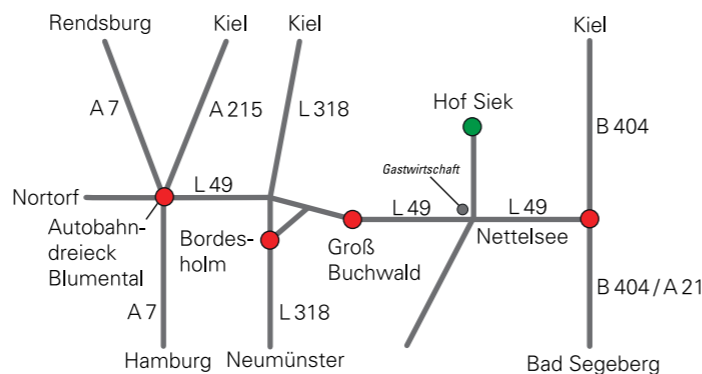 Rendsburg
Kiel
Kiel
Kiel
Hof Siek
A 7
A 215
L 318
B 404
Gastwirtschaft
Nortorf
L 49
L 49
L 49
Autobahn-
dreieck
Blumental
Bordes-
holm
Groß
Buchwald
Nettelsee
A 7
L 318
B 404 / A 21
Hamburg
Neumünster
Bad Segeberg